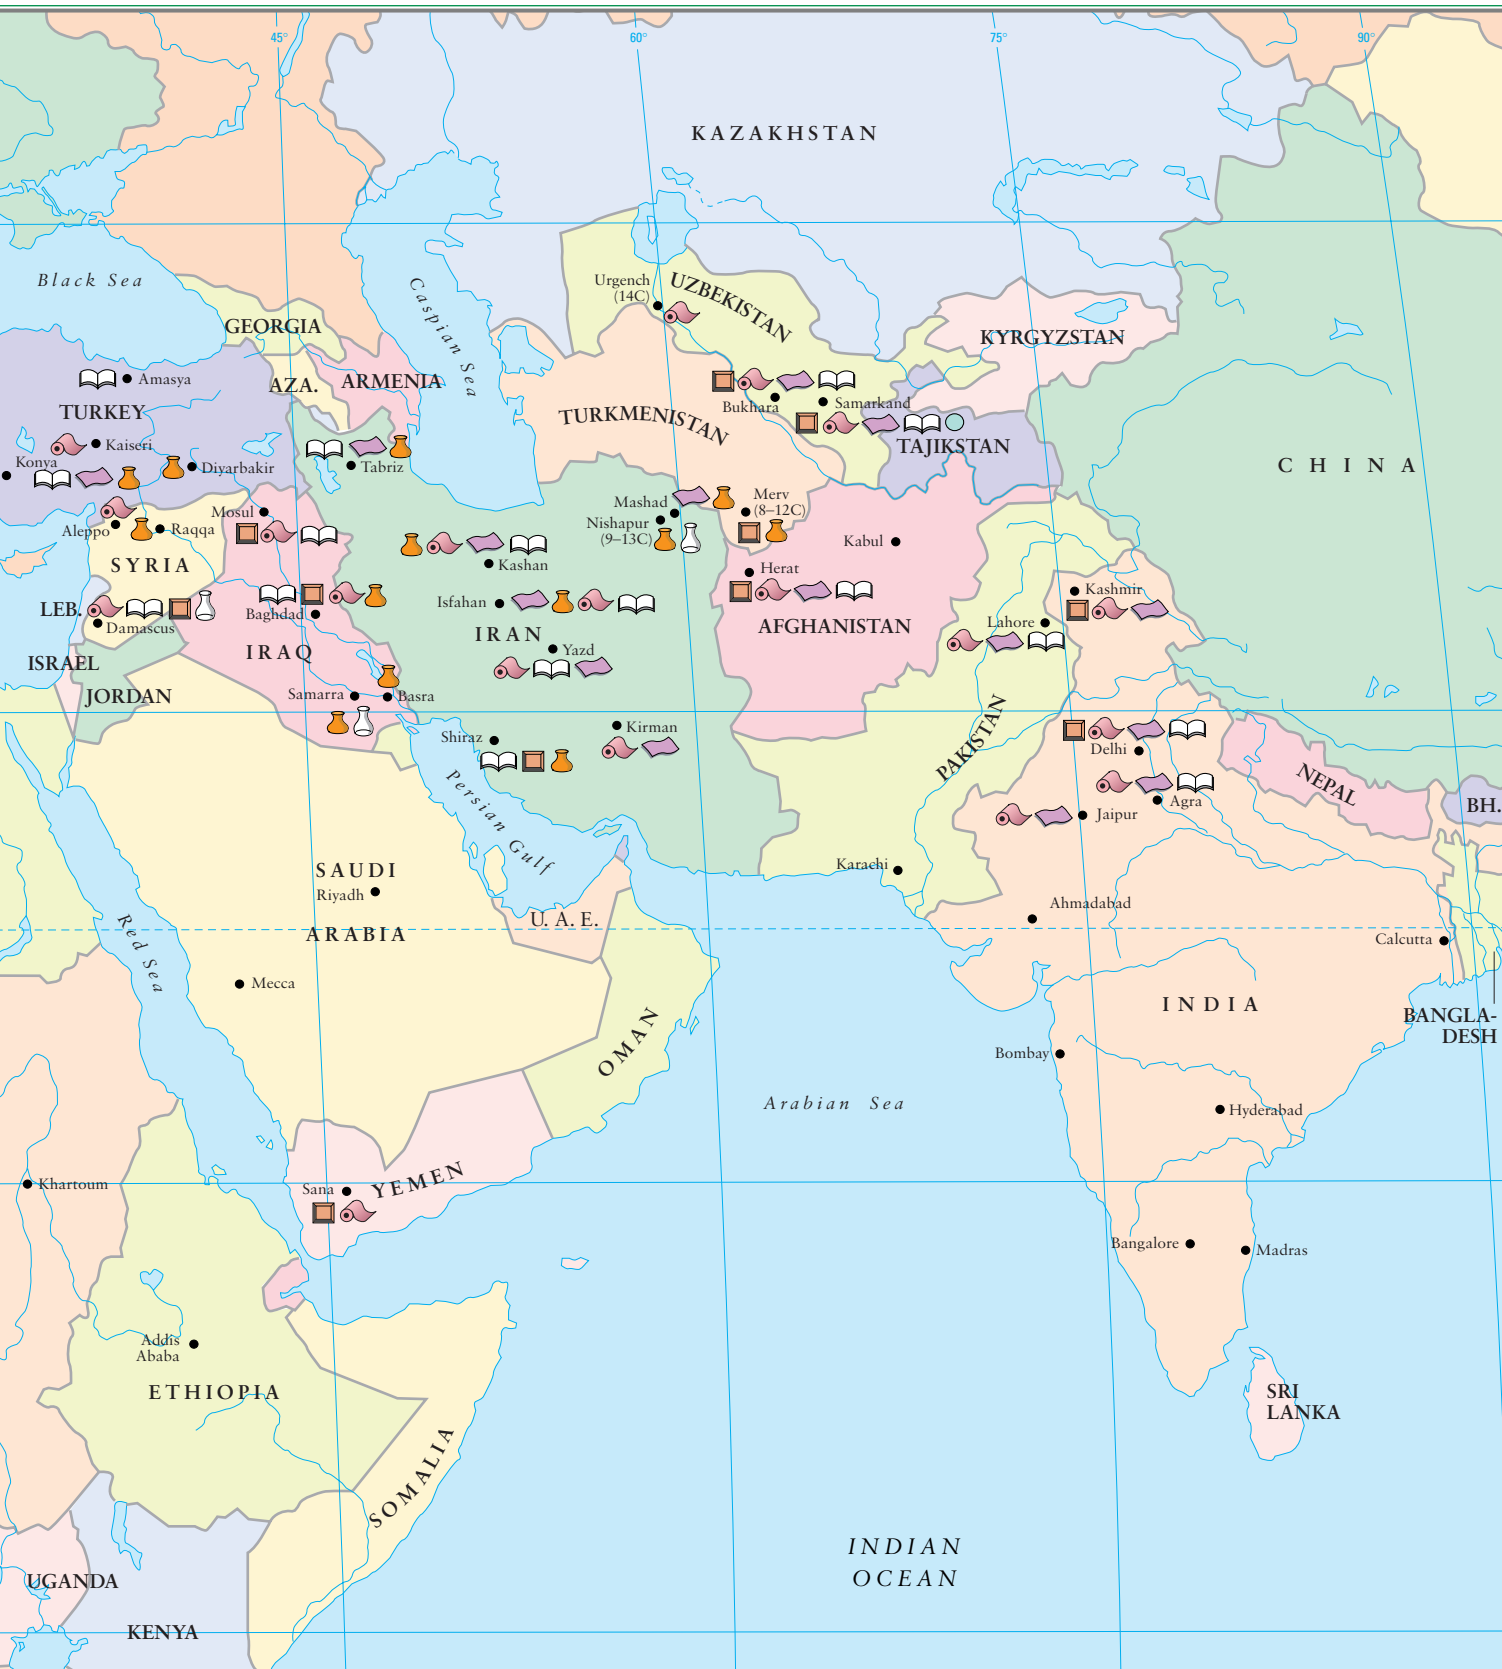 45°
60°
75°
90°
KAZAKHSTAN
Black Sea
Caspian Sea
Urgench
(14C)
UZBEKISTAN
GEORGIA
KYRGYZSTAN
AZA.
ARMENIA
Amasya
TURKEY
TURKMENISTAN
Bukhara
Samarkand
Kaiseri
TAJIKSTAN
Konya
Diyarbakir
Tabriz
CHINA
Mashad
Merv
(8–12C)
Nishapur
(9–13C)
Mosul
Aleppo
Raqqa
Kabul
SYRIA
Kashan
Herat
Kashmir
LEB.
Damascus
Baghdad
Isfahan
IRAN
AFGHANISTAN
Lahore
ISRAEL
IRAQ
Yazd
JORDAN
Samarra
Basra
Shiraz
Kirman
PAKISTAN
Delhi
NEPAL
Persian Gulf
Agra
BH.
Jaipur
SAUDI
Riyadh
ARABIA
Karachi
U. A. E.
Ahmadabad
Calcutta
Red Sea
Mecca
OMAN
INDIA
BANGLA-
DESH
Bombay
Arabian Sea
Hyderabad
Khartoum
Sana
YEMEN
Bangalore
Madras
Addis
Ababa
ETHIOPIA
SRI
LANKA
SOMALIA
INDIAN
OCEAN
UGANDA
KENYA